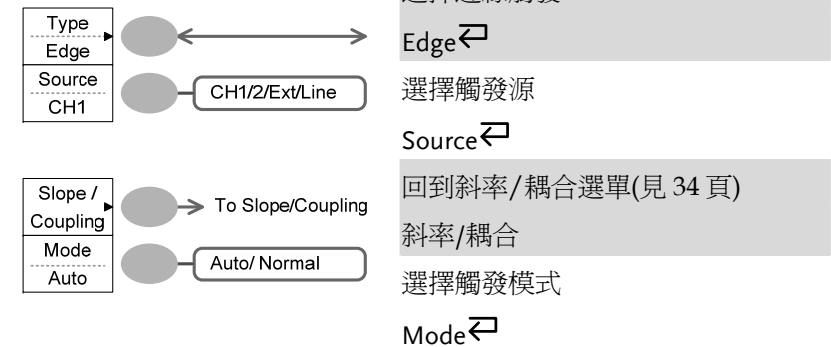 Type
Edge
Source
CH1
CH1/2/Ext/Line
Slope /
Coupling
To Slope/Coupling
Mode
Auto
Auto/ Normal
Edge
選擇觸發源
Source
回到斜率/耦合選單(見 34 頁)
斜率/耦合
選擇觸發模式
Mode